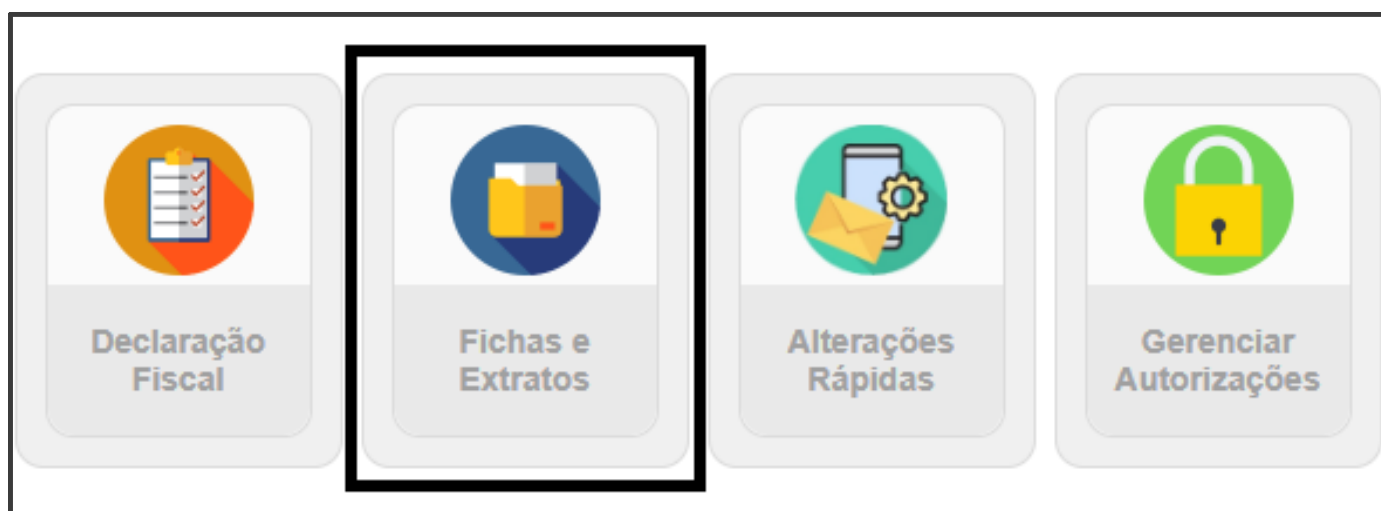 Declaração
Fiscal
Fichas e
Extratos
Alterações
Rápidas
Gerenciar
Autorizações